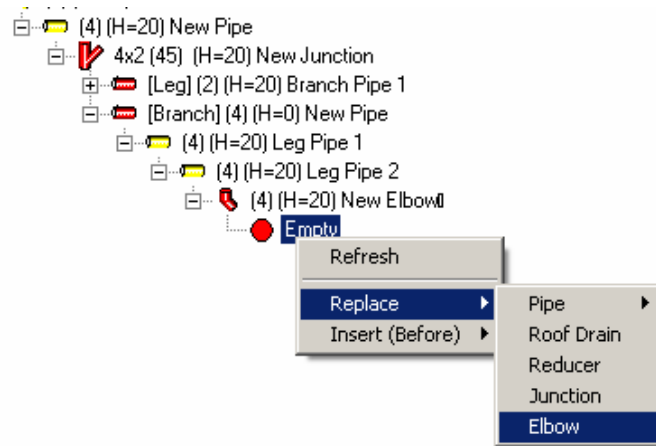 (4) (H=20) New Pipe
4x2 (45) (H=20) New Junction
[Leg] (2) (H=20) Branch Pipe 1
[Branch] (4) (H=0) New Pipe
(4) (H=20) Leg Pipe 1
(4) (H=20) Leg Pipe 2
(4) (H=20) New Elbow
Empty
Refresh
Replace
Insert (Before)
Pipe
Roof Drain
Reducer
Junction
Elbow